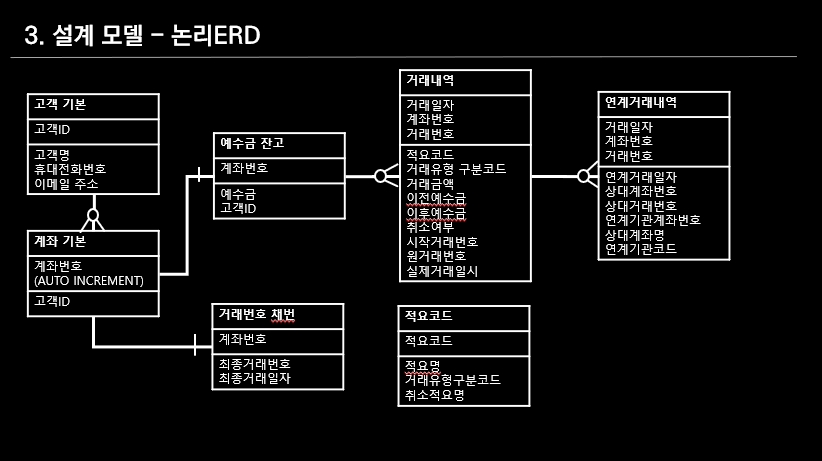 3. 설계 모델 – 논리ERD
고객 기본
고객ID
고객명
휴대전화번호
이메일 주소
계좌 기본
계좌번호
(AUTO INCREMENT)
고객ID
예수금 잔고
계좌번호
예수금
고객ID
거래번호 채번
계좌번호
최종거래번호
최종거래일자
거래내역
거래일자
계좌번호
거래번호
적요코드
거래유형 구분코드
거래금액
이전예수금
이후예수금
취소여부
시작거래번호
원거래번호
실제거래일시
적요코드
적요코드
적요명
거래유형구분코드
취소적요명
연계거래내역
거래일자
계좌번호
거래번호
연계거래일자
상대계좌번호
상대거래번호
연계기관계좌번호
상대계좌명
연계기관코드